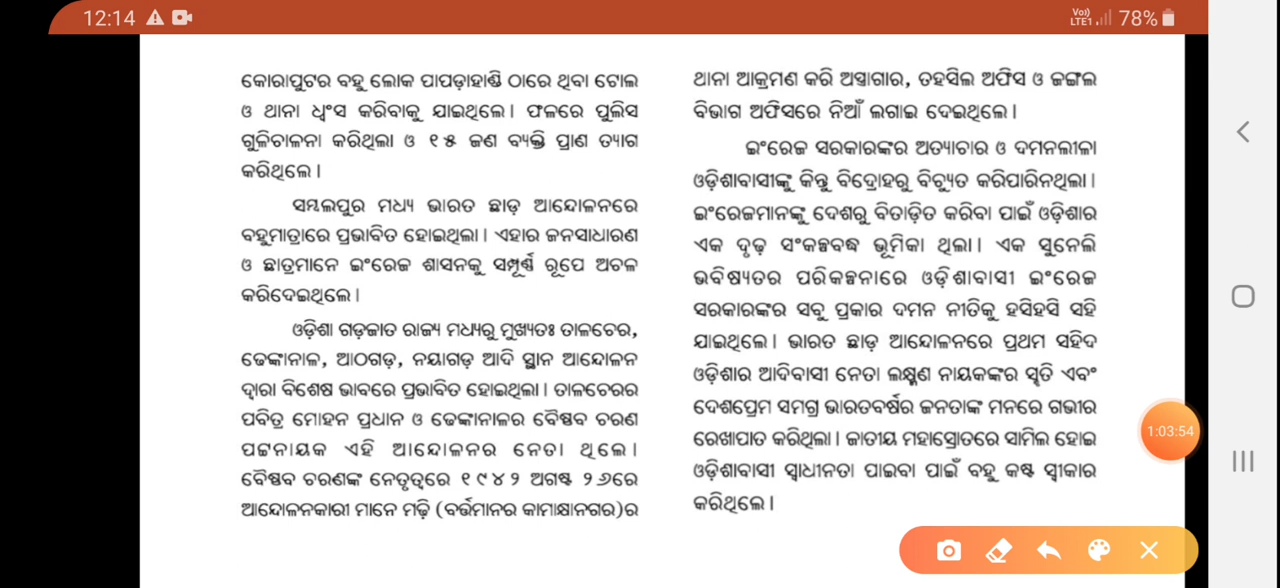 12:14
Vo)) LTE1 78%
କୋରାପୁଟର ବହୁ ଲୋକ ପାପଡ଼ାହାଣ୍ଡି ଠାରେ ଥିବା ଟୋଲ
ଓ ଥାନା ଧ୍ୱଂସ କରିବାକୁ ଯାଇଥିଲେ। ଫଳରେ ପୁଲିସ
ଗୁଳିଚାଳନା କରିଥିଲା ଓ ୧୫ ଜଣ ବ୍ୟକ୍ତି ପ୍ରାଣ ତ୍ୟାଗ
କରିଥିଲେ।
ସମ୍ବଲପୁର ମଧ୍ୟ ଭାରତ ଛାଡ଼ ଆନ୍ଦୋଳନରେ
ବହୁମାତ୍ରାରେ ପ୍ରଭାବିତ ହୋଇଥିଲା। ଏହାର ଜନସାଧାରଣ
ଓ ଛାତ୍ରମାନେ ଇଂରେଜ ଶାସନକୁ ସମ୍ପୂର୍ଣ୍ଣ ରୂପେ ଅଚଳ
କରିଦେଇଥିଲେ।
ଓଡ଼ିଶା ଗଡ଼ଜାତ ରାଜ୍ୟ ମଧ୍ୟରୁ ମୁଖ୍ୟତଃ ତାଳଚେର,
ଢେଙ୍କାନାଳ, ଆଠଗଡ଼, ନୟାଗଡ଼ ଆଦି ସ୍ଥାନ ଆନ୍ଦୋଳନ
ଦ୍ୱାରା ବିଶେଷ ଭାବରେ ପ୍ରଭାବିତ ହୋଇଥିଲା। ତାଳଚେରର
ପବିତ୍ର ମୋହନ ପ୍ରଧାନ ଓ ଢେଙ୍କାନାଳର ବୈଷ୍ଣବ ଚରଣ
ପଟ୍ଟନାୟକ ଏହି ଆନ୍ଦୋଳନର ନେତା ଥିଲେ।
ବୈଷ୍ଣବ ଚରଣଙ୍କ ନେତୃତ୍ୱରେ ୧୯୪୨ ଅଗଷ୍ଟ ୨୬ରେ
ଆନ୍ଦୋଳନକାରୀ ମାନେ ମଢ଼ି (ବର୍ତ୍ତମାନର କାମାକ୍ଷାନଗର)ର
ଥାନା ଆକ୍ରମଣ କରି ଅସ୍ତ୍ରାଗାର, ତହସିଲ ଅଫିସ ଓ ଜଙ୍ଗଲ
ବିଭାଗ ଅଫିସରେ ନିଆଁ ଲଗାଇ ଦେଇଥିଲେ।
ଇଂରେଜ ସରକାରଙ୍କର ଅତ୍ୟାଚାର ଓ ଦମନଲୀଳା
ଓଡ଼ିଶାବାସୀଙ୍କୁ କିନ୍ତୁ ବିଦ୍ରୋହରୁ ବିଚ୍ୟୁତ କରିପାରିନଥିଲା।
ଇଂରେଜମାନଙ୍କୁ ଦେଶରୁ ବିତାଡ଼ିତ କରିବା ପାଇଁ ଓଡ଼ିଶାର
ଏକ ଦୃଢ଼ ସଂକଳ୍ପବଦ୍ଧ ଭୂମିକା ଥିଲା। ଏକ ସୁନେଲି
ଭବିଷ୍ୟତର ପରିକଳ୍ପନାରେ ଓଡ଼ିଶାବାସୀ ଇଂରେଜ
ସରକାରଙ୍କର ସବୁ ପ୍ରକାର ଦମନ ନୀତିକୁ ହସିହସି ସହି
ଯାଇଥିଲେ। ଭାରତ ଛାଡ଼ ଆନ୍ଦୋଳନରେ ପ୍ରଥମ ସହିଦ
ଓଡ଼ିଶାର ଆଦିବାସୀ ନେତା ଲକ୍ଷ୍ମଣ ନାୟକଙ୍କର ସ୍ମୃତି ଏବଂ
ଦେଶପ୍ରେମ ସମଗ୍ର ଭାରତବର୍ଷର ଜନତାଙ୍କ ମନରେ ଗଭୀର
ରେଖାପାତ କରିଥିଲା। ଜାତୀୟ ମହାସ୍ରୋତରେ ସାମିଲ ହୋଇ
ଓଡ଼ିଶାବାସୀ ସ୍ୱାଧୀନତା ପାଇବା ପାଇଁ ବହୁ କଷ୍ଟ ସ୍ୱୀକାର
କରିଥିଲେ।
1:03:54